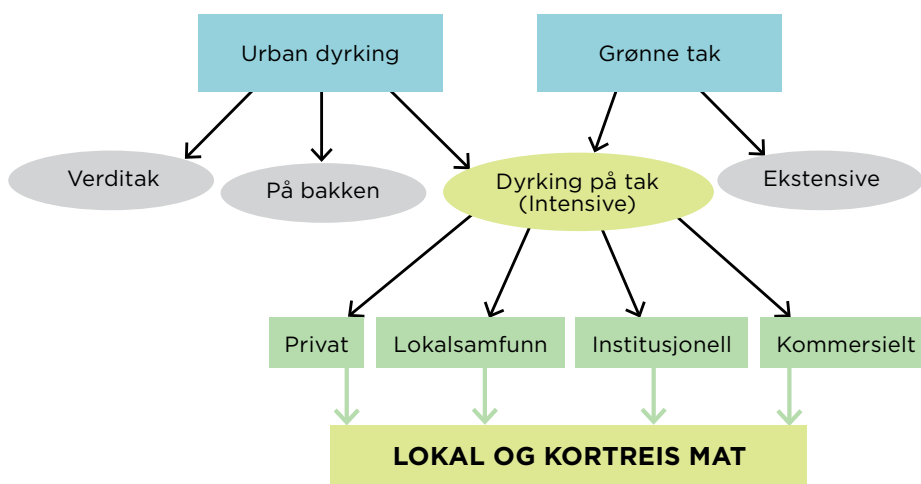 Urban dyrking
Grønne tak
Verditak
På bakken
Dyrking på tak
(Intensive)
Ekstensive
Privat
Lokalsamfunn
Institusjonell
Kommersielt
LOKAL OG KORTREIS MAT